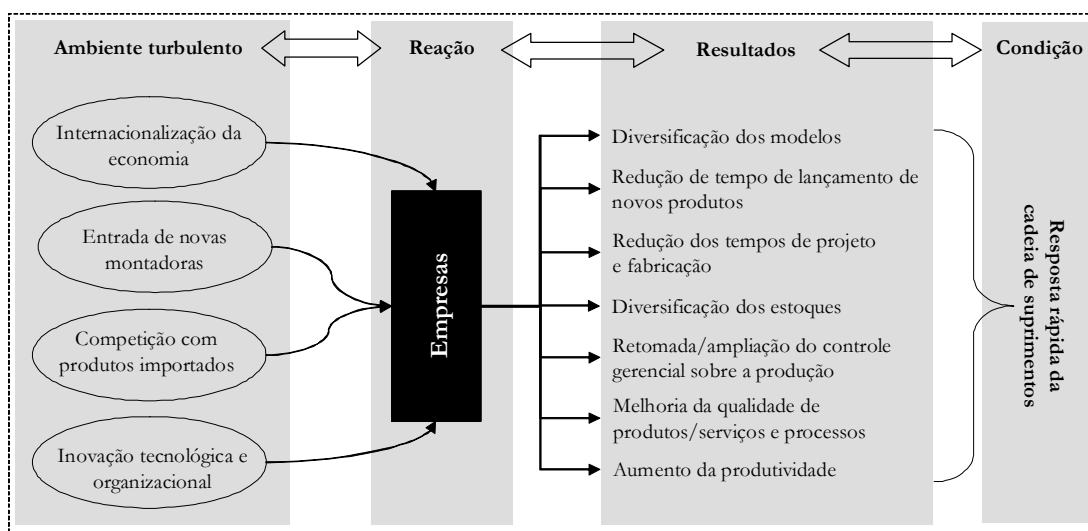 Ambiente turbulento
Reação
Resultados
Condição
Internacionalização da
economia
Entrada de novas
montadoras
Competição com
produtos importados
Inovação tecnológica e
organizacional
Empresas
Diversificação dos modelos
Redução de tempo de lançamento de
novos produtos
Redução dos tempos de projeto
e fabricação
Diversificação dos estoques
Retomada/ampliação do controle
gerencial sobre a produção
Melhoria da qualidade de
produtos/serviços e processos
Aumento da produtividade
Resposta rápida da
cadeia de suprimentos